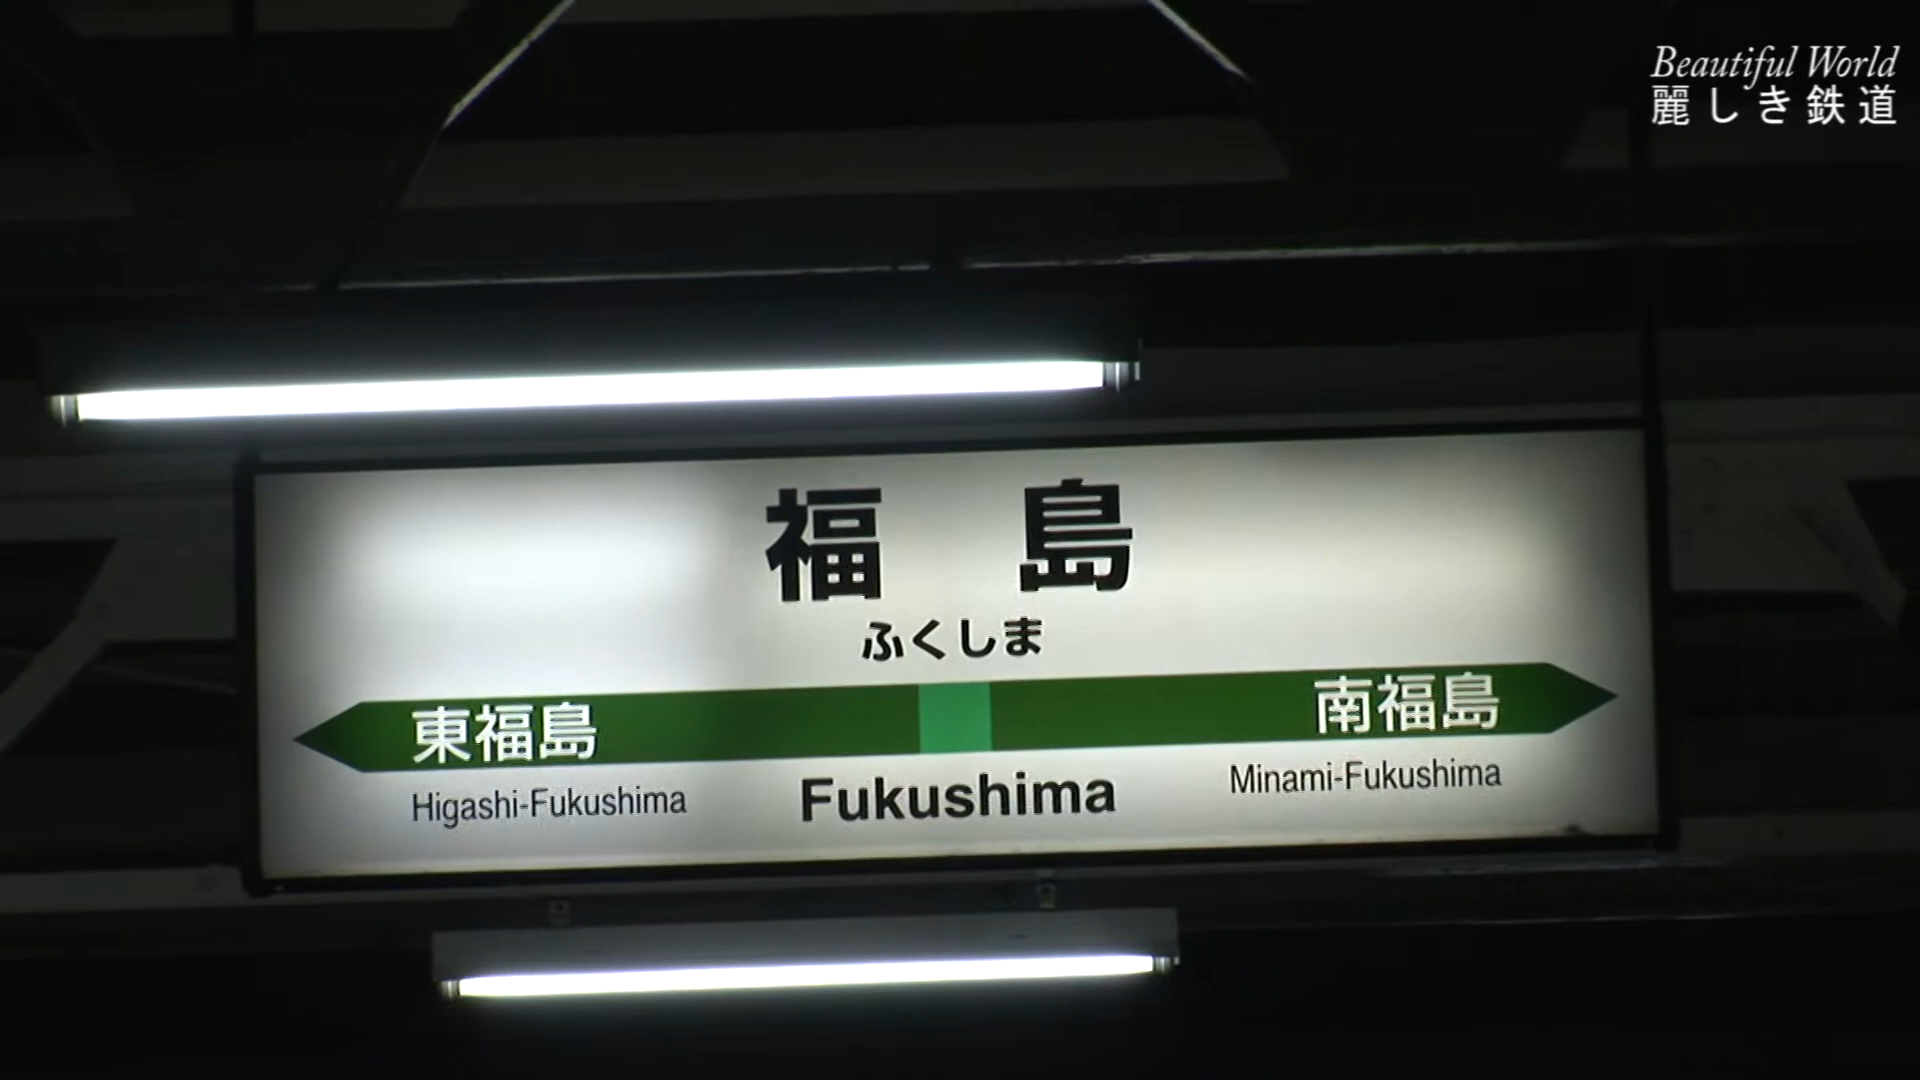 Beautiful World
麗しき鉄道
福島
ふくしま
東福島
南福島
Higashi-Fukushima
Fukushima
Minami-Fukushima